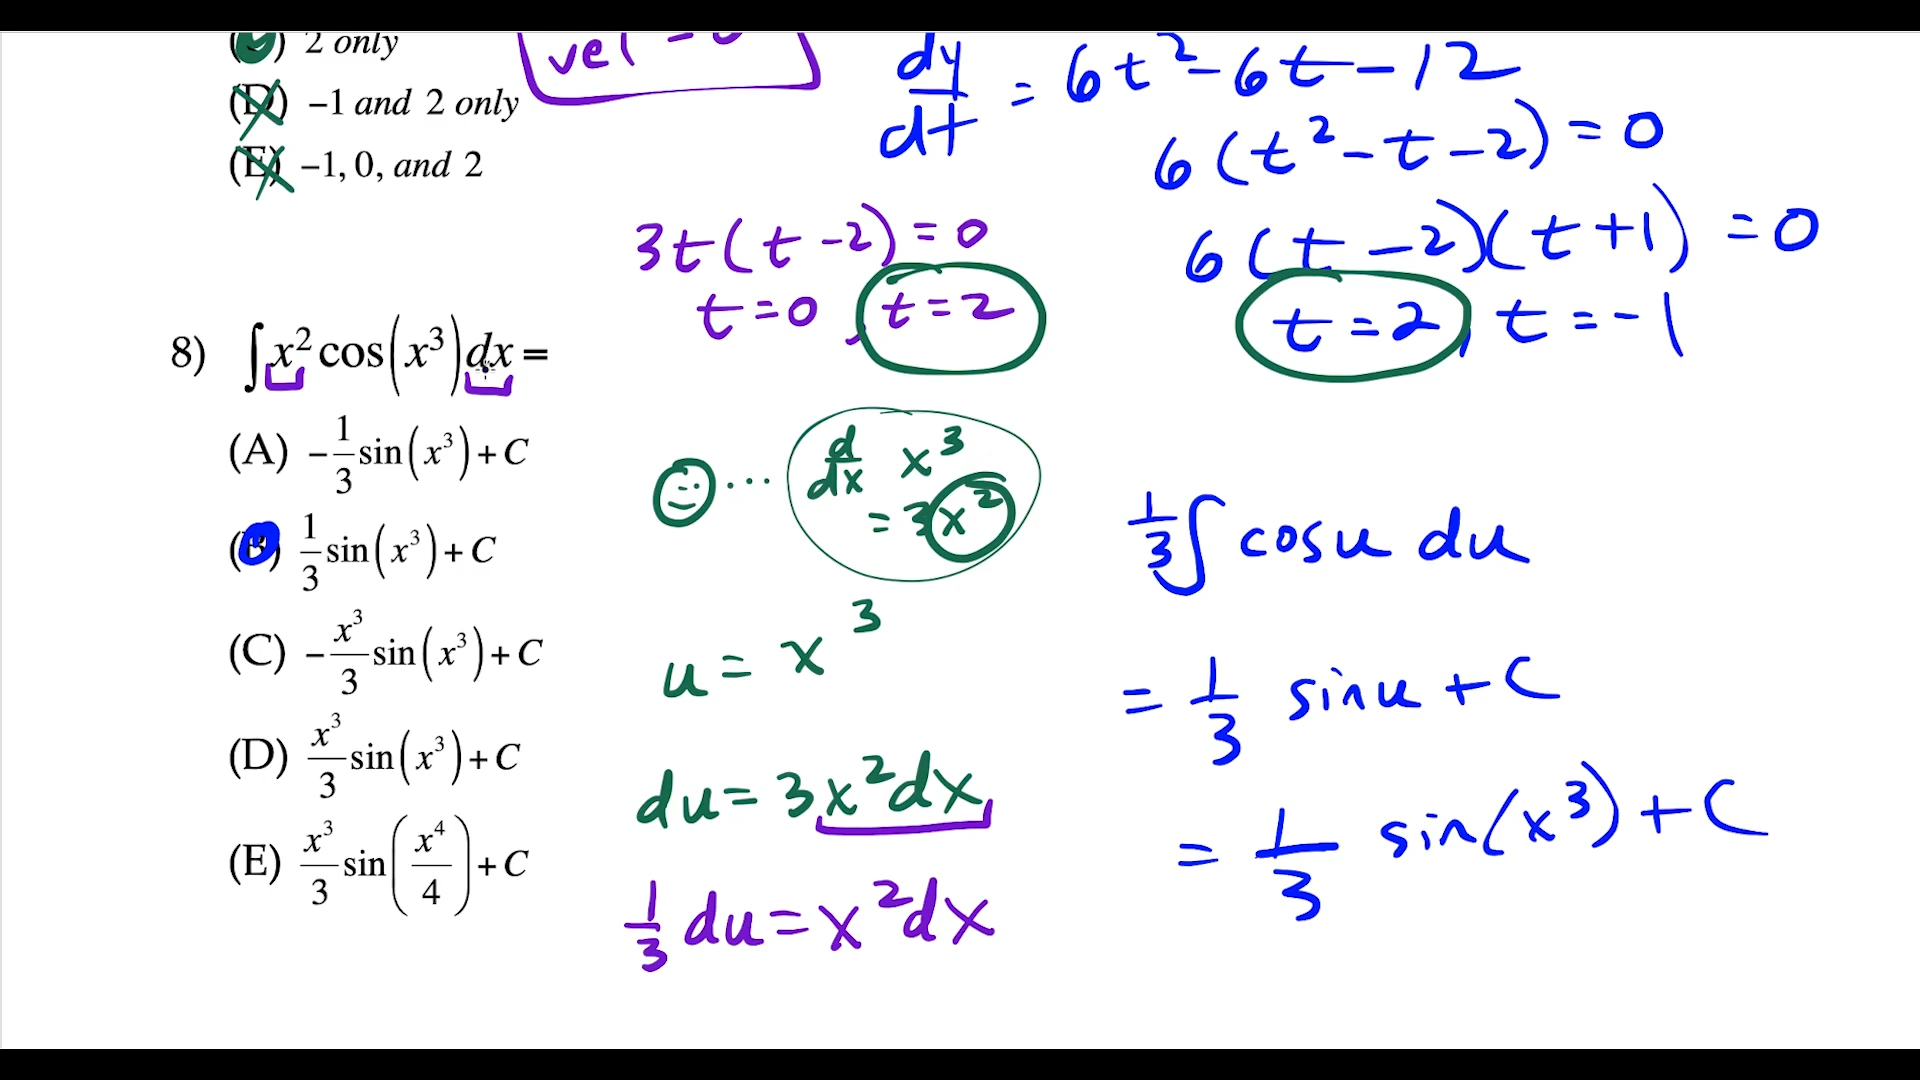 2 only
vel
(D) −1 and 2 only
(E) −1, 0, and 2
dy/dt = 6t² − 6t − 12
6(t² − t − 2) = 0
6(t − 2)(t + 1) = 0
t = 2, t = −1
3t(t − 2) = 0
t = 0, t = 2
8) ∫x² cos(x³)dx =
(A) −1/3 sin(x³) + C
(B) 1/3 sin(x³) + C
(C) −x³/3 sin(x³) + C
(D) x³/3 sin(x³) + C
(E) x³/3 sin(x⁴/4) + C
... d/dx x³
= 3x²
u = x³
du = 3x²dx
1/3 du = x²dx
1/3 ∫ cos u du
= 1/3 sin u + C
= 1/3 sin(x³) + C